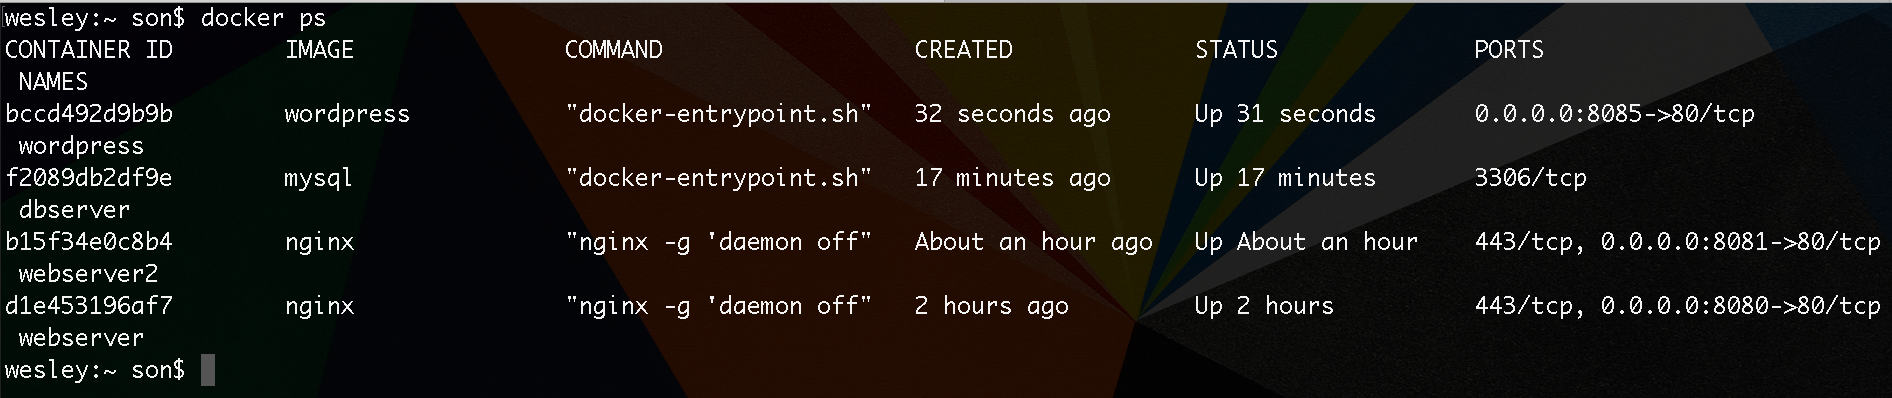 wesley:~ son$ docker ps
CONTAINER ID        IMAGE               COMMAND                  CREATED             STATUS              PORTS
 NAMES
bccd492d9b9b        wordpress           "docker-entrypoint.sh"   32 seconds ago      Up 31 seconds       0.0.0.0:8085->80/tcp
 wordpress
f2089db2df9e        mysql               "docker-entrypoint.sh"   17 minutes ago      Up 17 minutes       3306/tcp
 dbserver
b15f34e0c8b4        nginx               "nginx -g 'daemon off"   About an hour ago   Up About an hour    443/tcp, 0.0.0.0:8081->80/tcp
 webserver2
d1e453196af7        nginx               "nginx -g 'daemon off"   2 hours ago         Up 2 hours          443/tcp, 0.0.0.0:8080->80/tcp
 webserver
wesley:~ son$